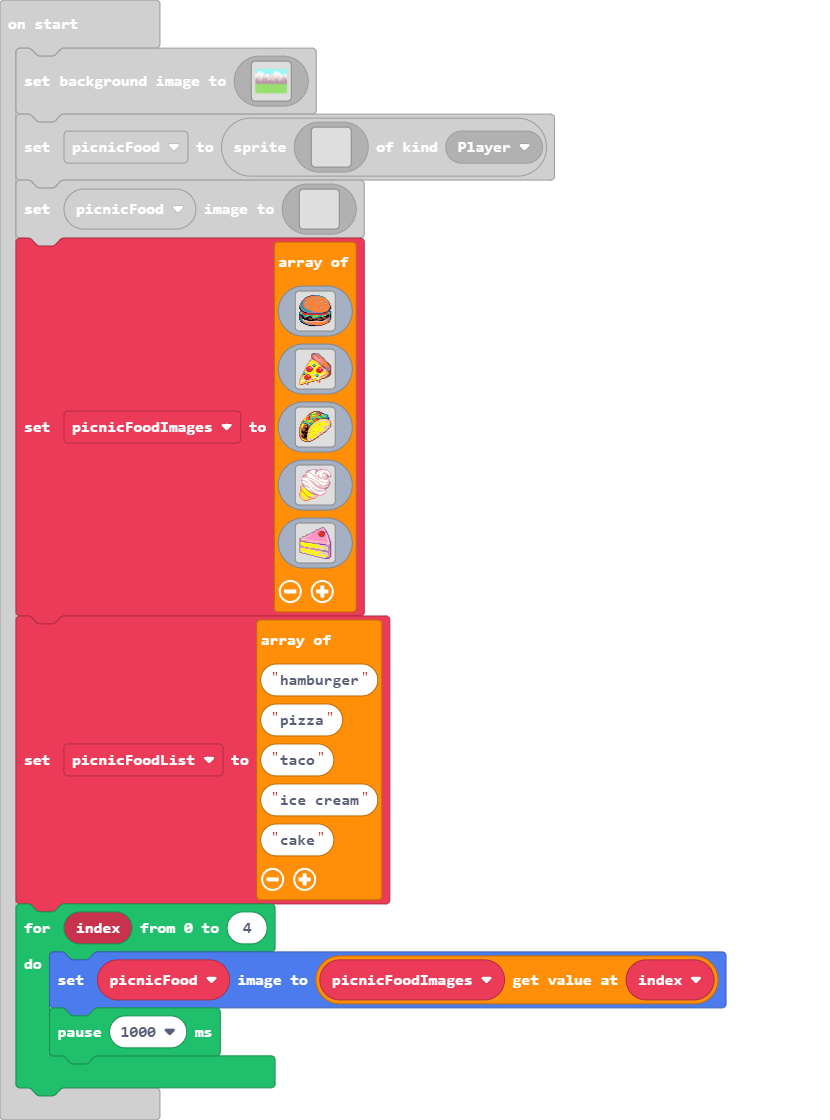 on start
set background image to
set picnicFood to sprite of kind Player
set picnicFood image to
array of
set picnicFoodImages to
array of
"hamburger"
"pizza"
set picnicFoodList to "taco"
"ice cream"
"cake"
for index from 0 to 4
do
set picnicFood image to picnicFoodImages get value at index
pause 1000 ms